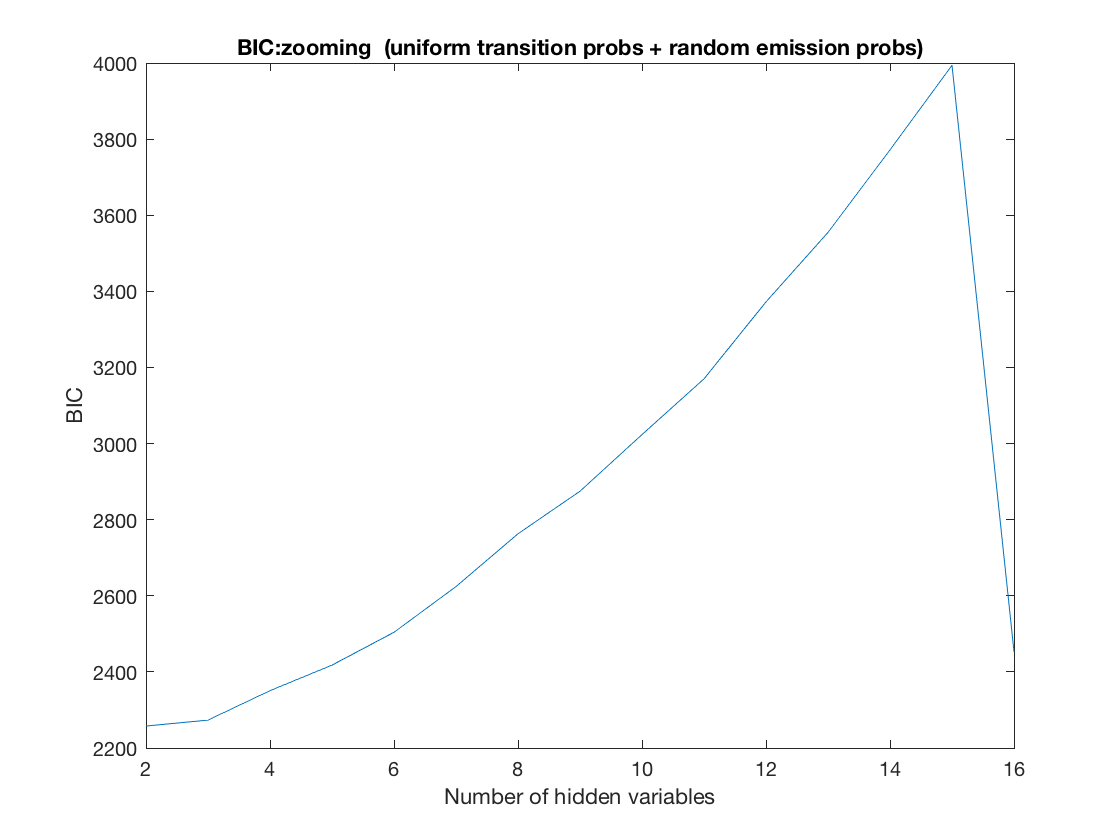 BIC:zooming  (uniform transition probs + random emission probs)
4000
3800
3600
3400
3200
3000
2800
2600
2400
2200
BIC
2 4 6 8 10 12 14 16
Number of hidden variables